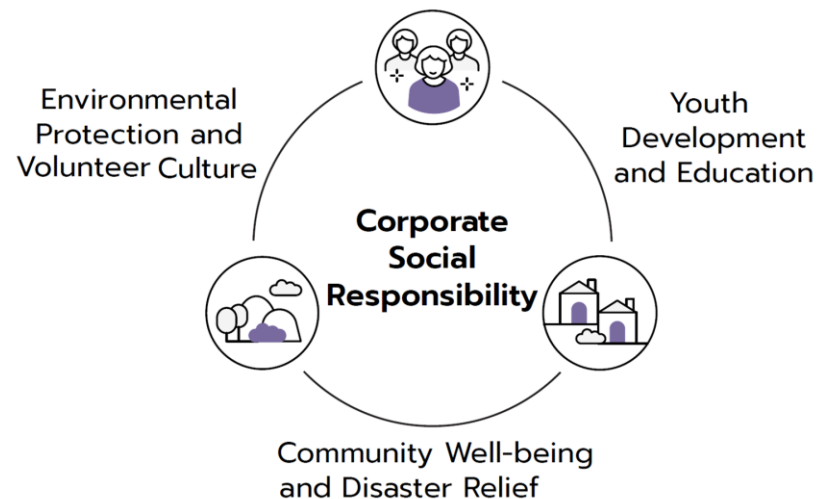 Environmental
Protection and
Volunteer Culture
Youth
Development
and Education
Corporate
Social
Responsibility
Community Well-being
and Disaster Relief